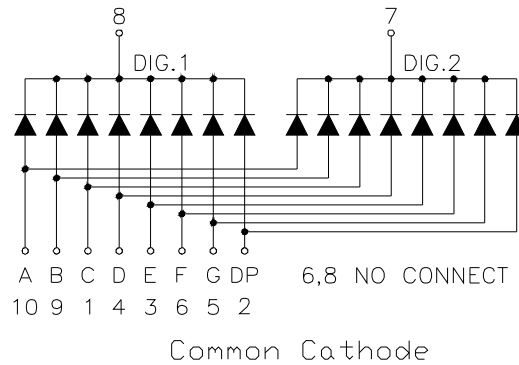 8 7
DIG.1 DIG.2
A B C D E F G DP 6,8 NO CONNECT
10 9 1 4 3 6 5 2
Common Cathode